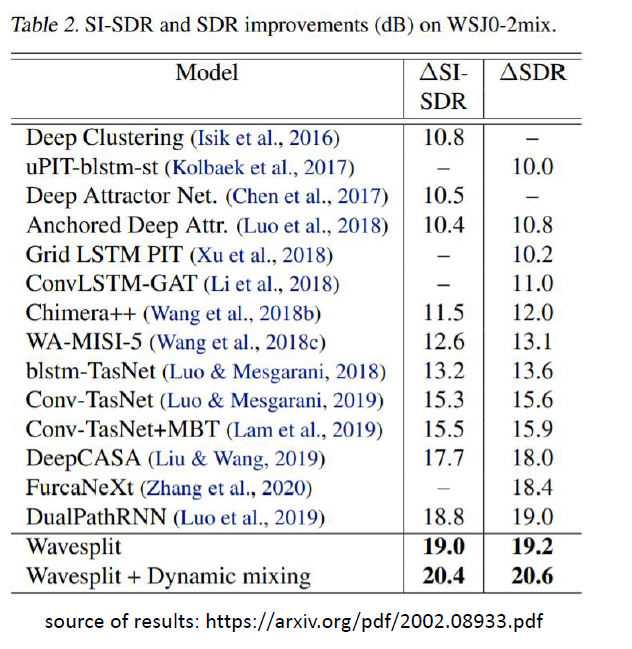 Table 2. SI-SDR and SDR improvements (dB) on WSJ0-2mix.
Model ΔSI-SDR ΔSDR
Deep Clustering (Isik et al., 2016) 10.8 –
uPIT-blstm-st (Kolbaek et al., 2017) – 10.0
Deep Attractor Net. (Chen et al., 2017) 10.5 –
Anchored Deep Attr. (Luo et al., 2018) 10.4 10.8
Grid LSTM PIT (Xu et al., 2018) – 10.2
ConvLSTM-GAT (Li et al., 2018) – 11.0
Chimera++ (Wang et al., 2018b) 11.5 12.0
WA-MISI-5 (Wang et al., 2018c) 12.6 13.1
blstm-TasNet (Luo & Mesgarani, 2018) 13.2 13.6
Conv-TasNet (Luo & Mesgarani, 2019) 15.3 15.6
Conv-TasNet+MBT (Lam et al., 2019) 15.5 15.9
DeepCASA (Liu & Wang, 2019) 17.7 18.0
FurcaNeXt (Zhang et al., 2020) – 18.4
DualPathRNN (Luo et al., 2019) 18.8 19.0
Wavesplit 19.0 19.2
Wavesplit + Dynamic mixing 20.4 20.6
source of results: https://arxiv.org/pdf/2002.08933.pdf